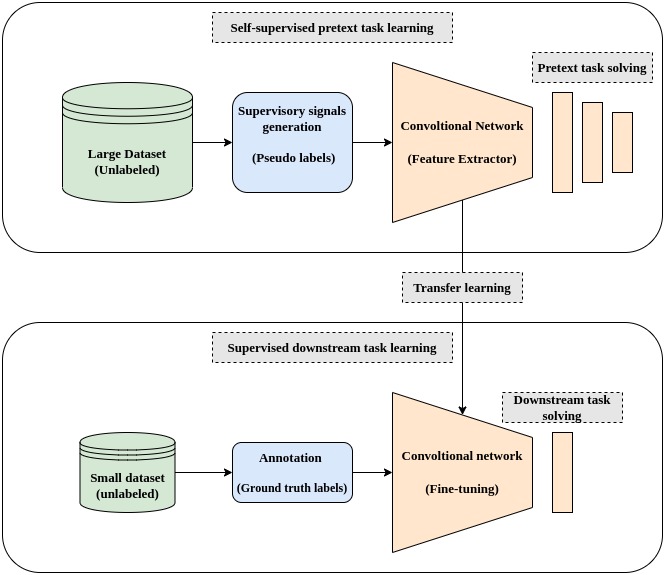 Self-supervised pretext task learning
Pretext task solving
Large Dataset
(Unlabeled)
Supervisory signals
generation
(Pseudo labels)
Convoltional Network
(Feature Extractor)
Transfer learning
Supervised downstream task learning
Downstream task
solving
Small dataset
(unlabeled)
Annotation
(Ground truth labels)
Convoltional network
(Fine-tuning)